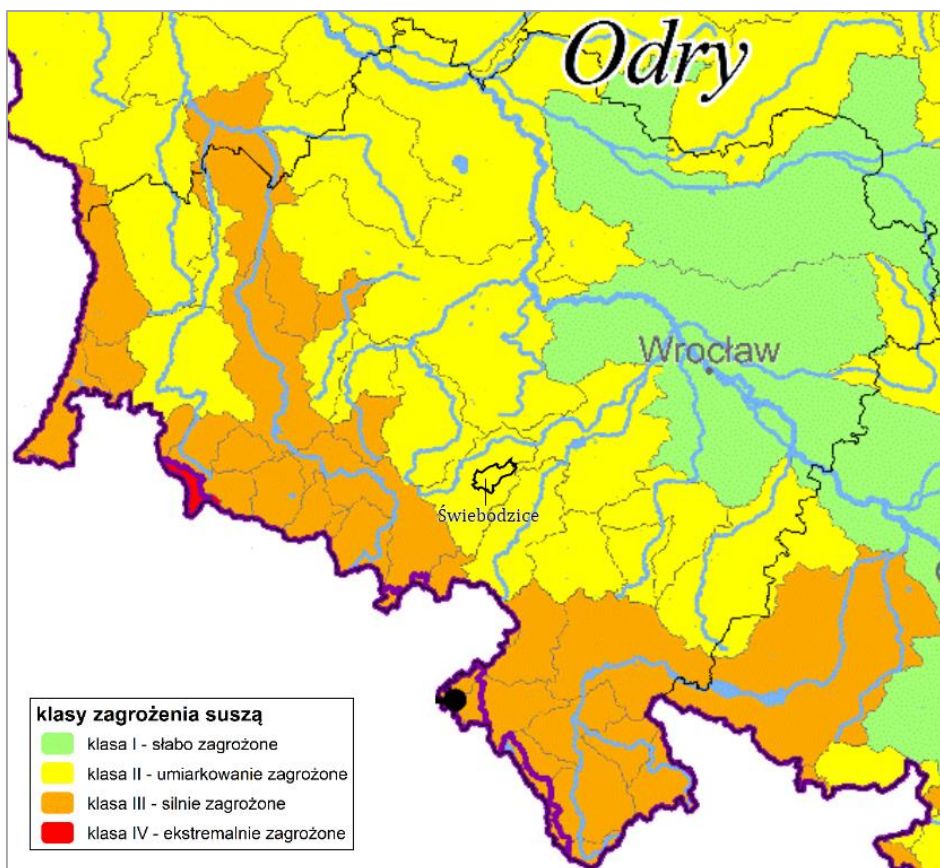 Odry
Wrocław
Świebodzice
klasy zagrożenia suszą
klasa I - słabo zagrożone
klasa II - umiarkowanie zagrożone
klasa III - silnie zagrożone
klasa IV - ekstremalnie zagrożone